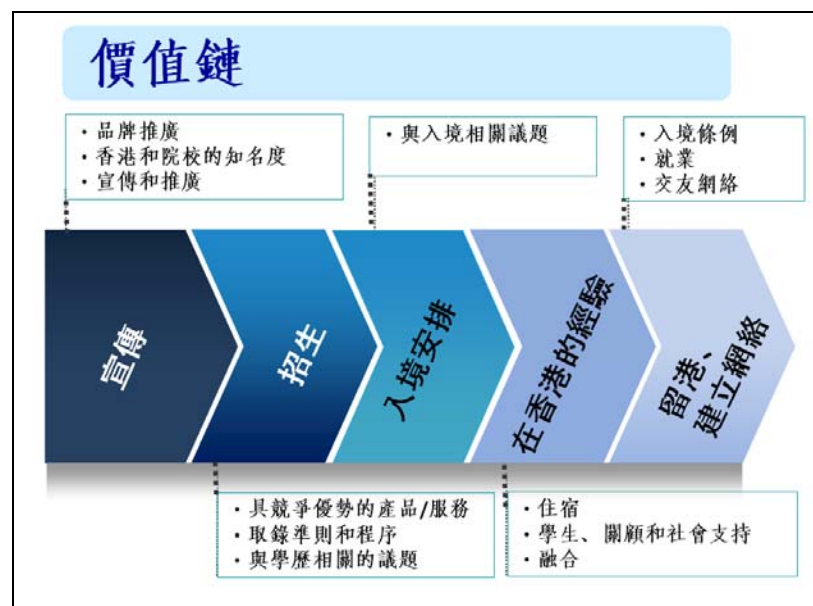 價值鏈
· 品牌推廣
· 香港和院校的知名度
· 宣傳和推廣
· 與入境相關議題
· 入境條例
· 就業
· 交友網絡
宣傳
招生
入境安排
在香港的經驗
留港、
建立網絡
· 具競爭優勢的產品/服務
· 取錄準則和程序
· 與學歷相關的議題
· 住宿
· 學生、關顧和社會支持
· 融合